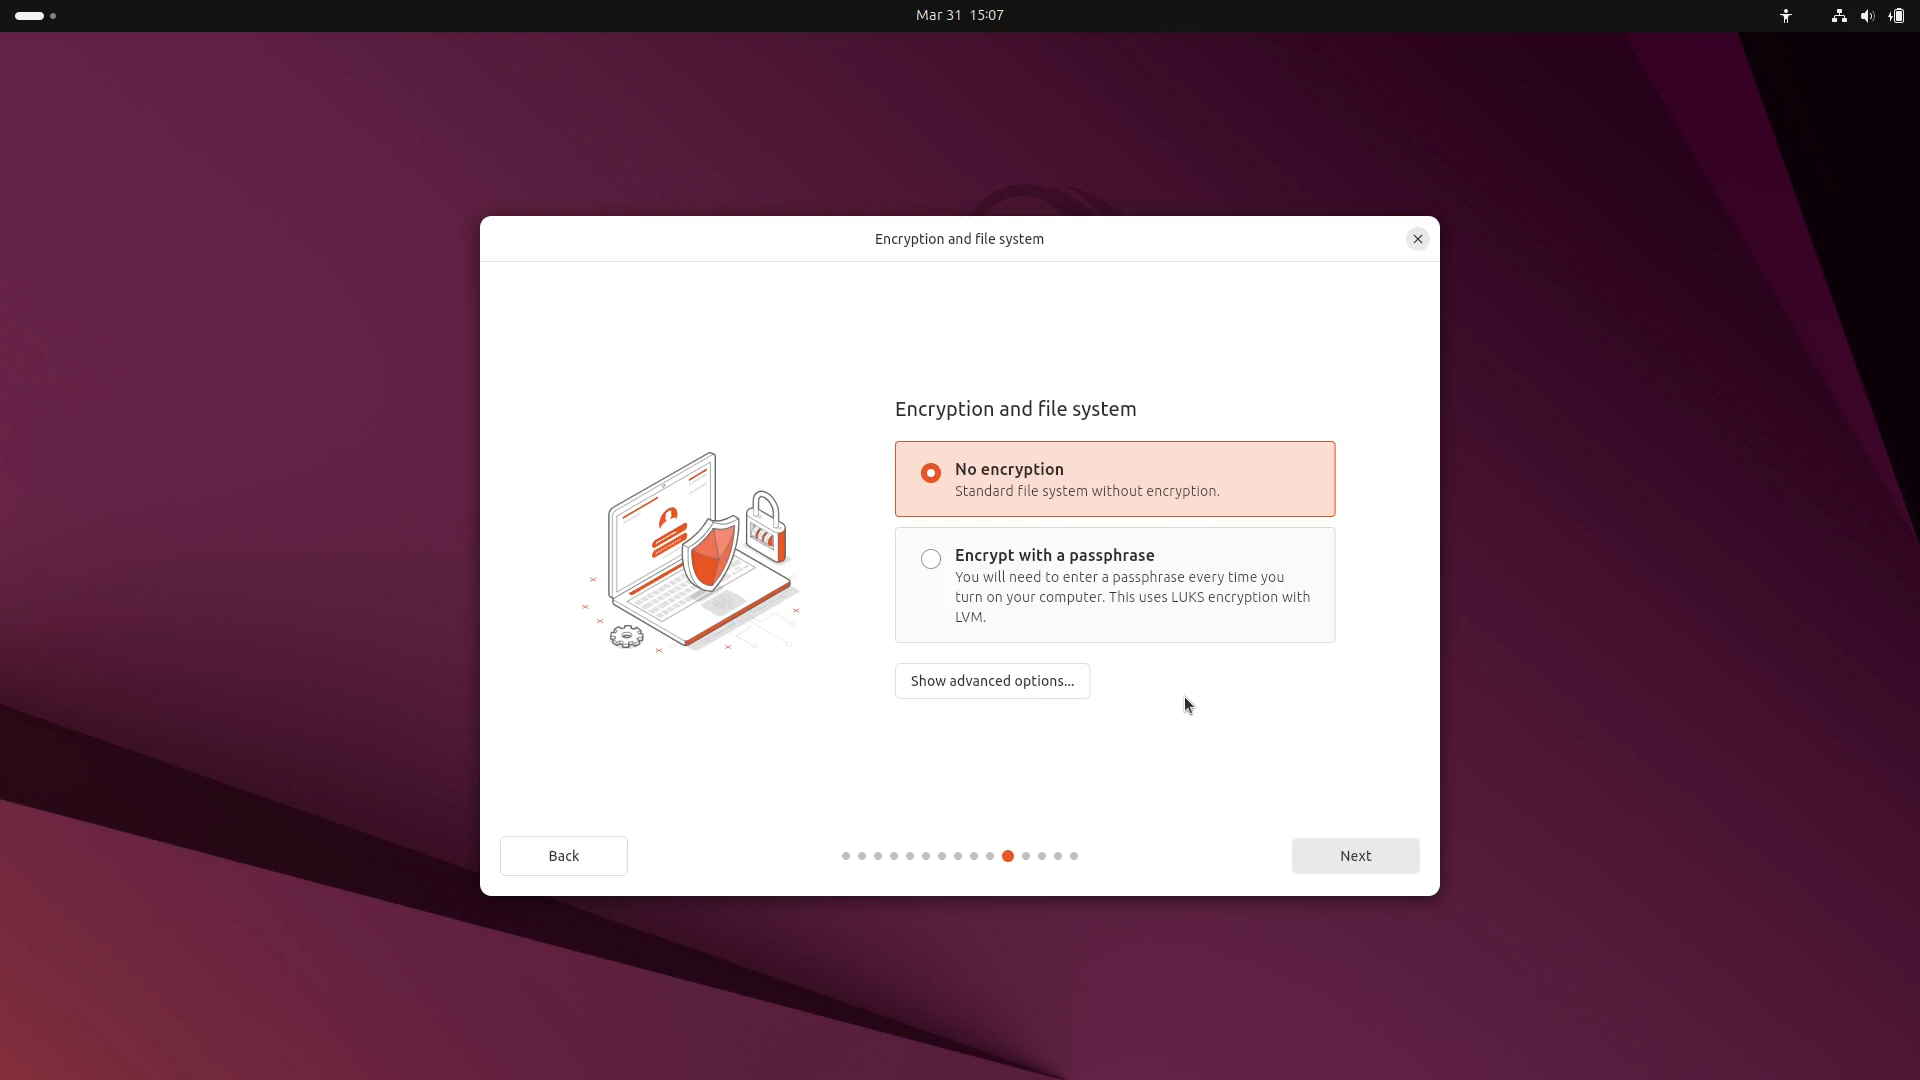 Mar 31 15:07
Encryption and file system
Encryption and file system
No encryption
Standard file system without encryption.
Encrypt with a passphrase
You will need to enter a passphrase every time you
turn on your computer. This uses LUKS encryption with
LVM.
Show advanced options...
Back
Next